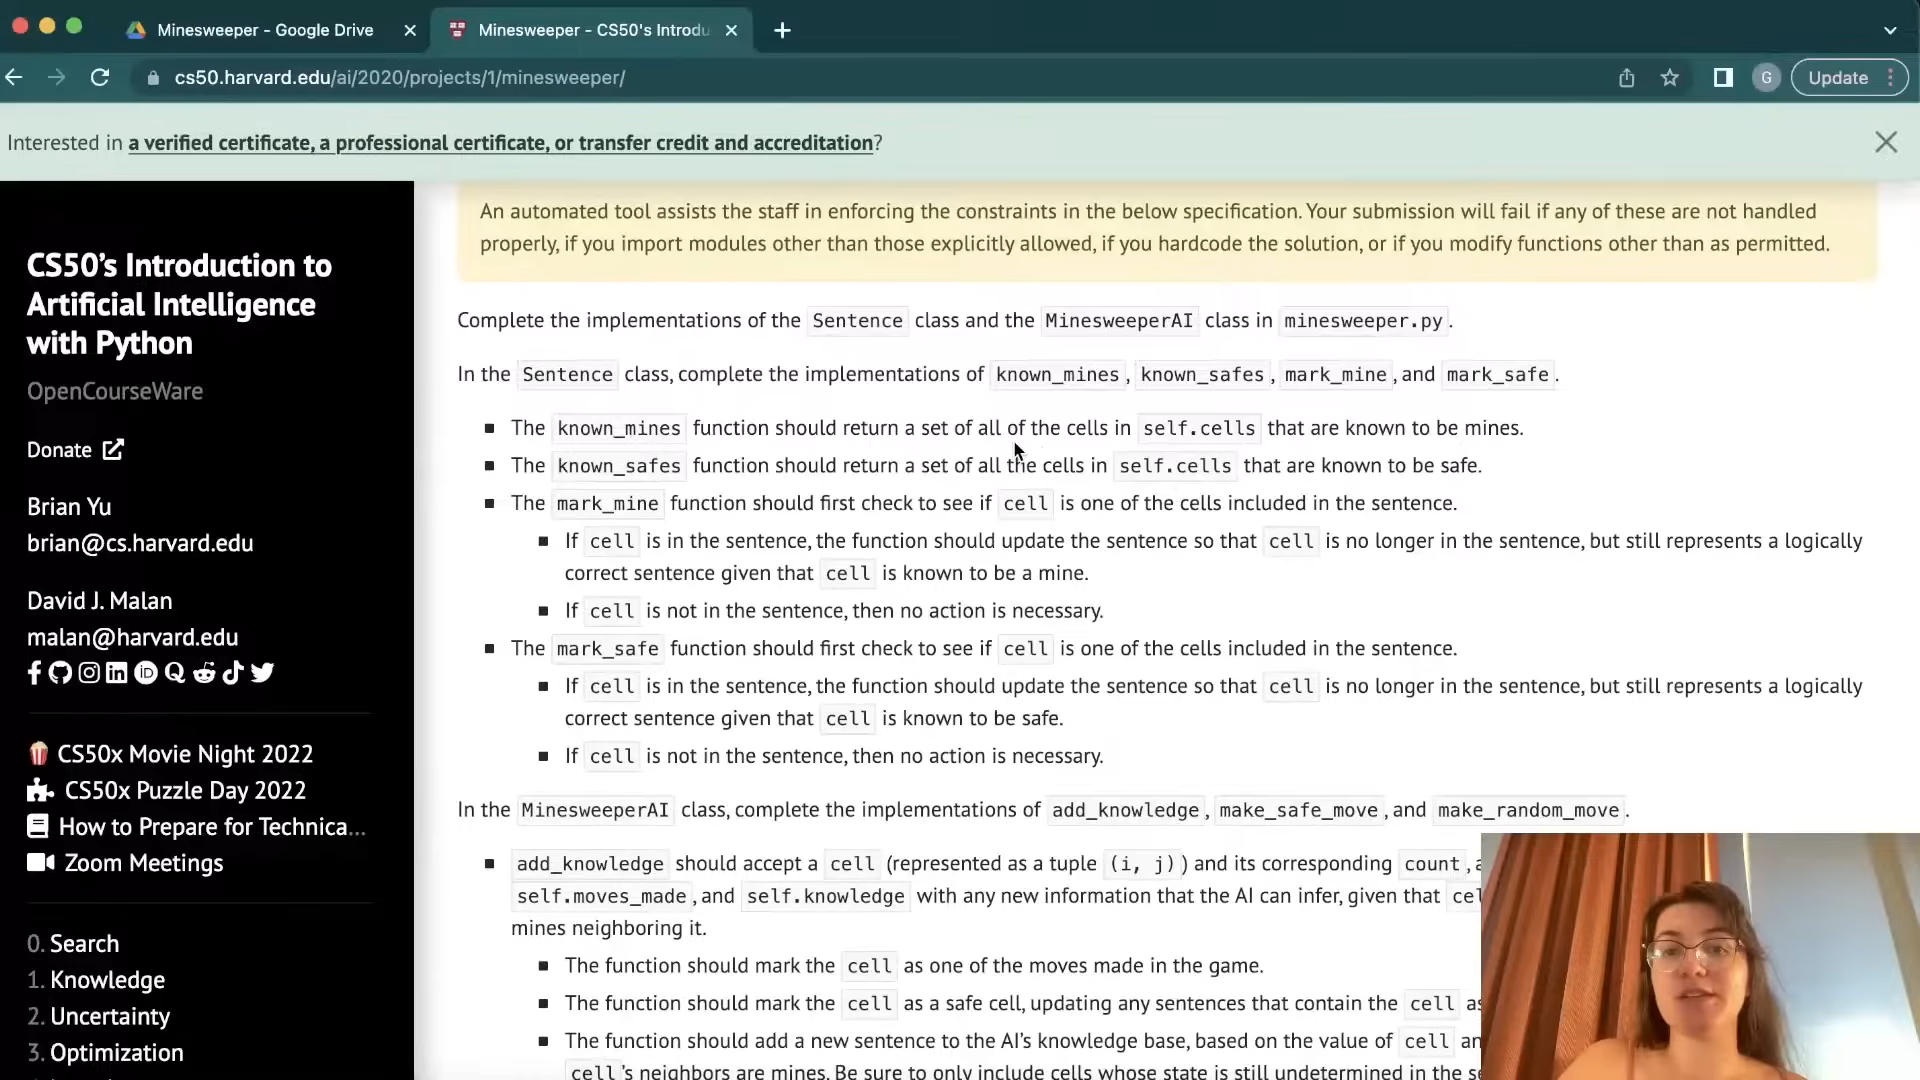 Minesweeper - Google Drive
Minesweeper - CS50's Introdu
cs50.harvard.edu/ai/2020/projects/1/minesweeper/
G
Update
Interested in a verified certificate, a professional certificate, or transfer credit and accreditation?
CS50's Introduction to
Artificial Intelligence
with Python
OpenCourseWare
Donate
Brian Yu
brian@cs.harvard.edu
David J. Malan
malan@harvard.edu
CS50x Movie Night 2022
CS50x Puzzle Day 2022
How to Prepare for Technica...
Zoom Meetings
0. Search
1. Knowledge
2. Uncertainty
3. Optimization
An automated tool assists the staff in enforcing the constraints in the below specification. Your submission will fail if any of these are not handled
properly, if you import modules other than those explicitly allowed, if you hardcode the solution, or if you modify functions other than as permitted.
Complete the implementations of the Sentence class and the MinesweeperAI class in minesweeper.py.
In the Sentence class, complete the implementations of known_mines, known_safes, mark_mine, and mark_safe.
The known_mines function should return a set of all of the cells in self.cells that are known to be mines.
The known_safes function should return a set of all the cells in self.cells that are known to be safe.
The mark_mine function should first check to see if cell is one of the cells included in the sentence.
If cell is in the sentence, the function should update the sentence so that cell is no longer in the sentence, but still represents a logically
correct sentence given that cell is known to be a mine.
If cell is not in the sentence, then no action is necessary.
The mark_safe function should first check to see if cell is one of the cells included in the sentence.
If cell is in the sentence, the function should update the sentence so that cell is no longer in the sentence, but still represents a logically
correct sentence given that cell is known to be safe.
If cell is not in the sentence, then no action is necessary.
In the MinesweeperAI class, complete the implementations of add_knowledge, make_safe_move, and make_random_move.
add_knowledge should accept a cell (represented as a tuple (i, j)) and its corresponding count,
self.moves_made, and self.knowledge with any new information that the AI can infer, given that
mines neighboring it.
The function should mark the cell as one of the moves made in the game.
The function should mark the cell as a safe cell, updating any sentences that contain the cell as
The function should add a new sentence to the AI's knowledge base, based on the value of cell
cell's neighbors are mines. Be sure to only include cells whose state is still undetermined in the